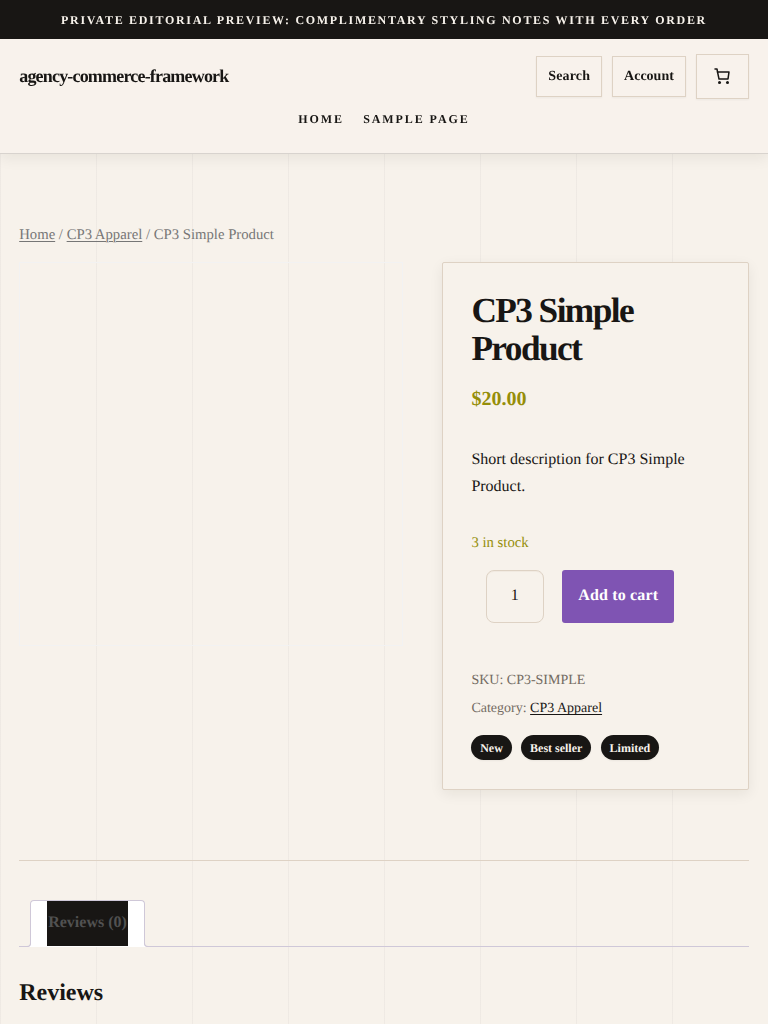 PRIVATE EDITORIAL PREVIEW: COMPLIMENTARY STYLING NOTES WITH EVERY ORDER
agency-commerce-framework
Search
Account
HOME
SAMPLE PAGE
Home / CP3 Apparel / CP3 Simple Product
CP3 Simple
Product
$20.00
Short description for CP3 Simple
Product.
3 in stock
1
Add to cart
SKU: CP3-SIMPLE
Category: CP3 Apparel
New
Best seller
Limited
Reviews (0)
Reviews